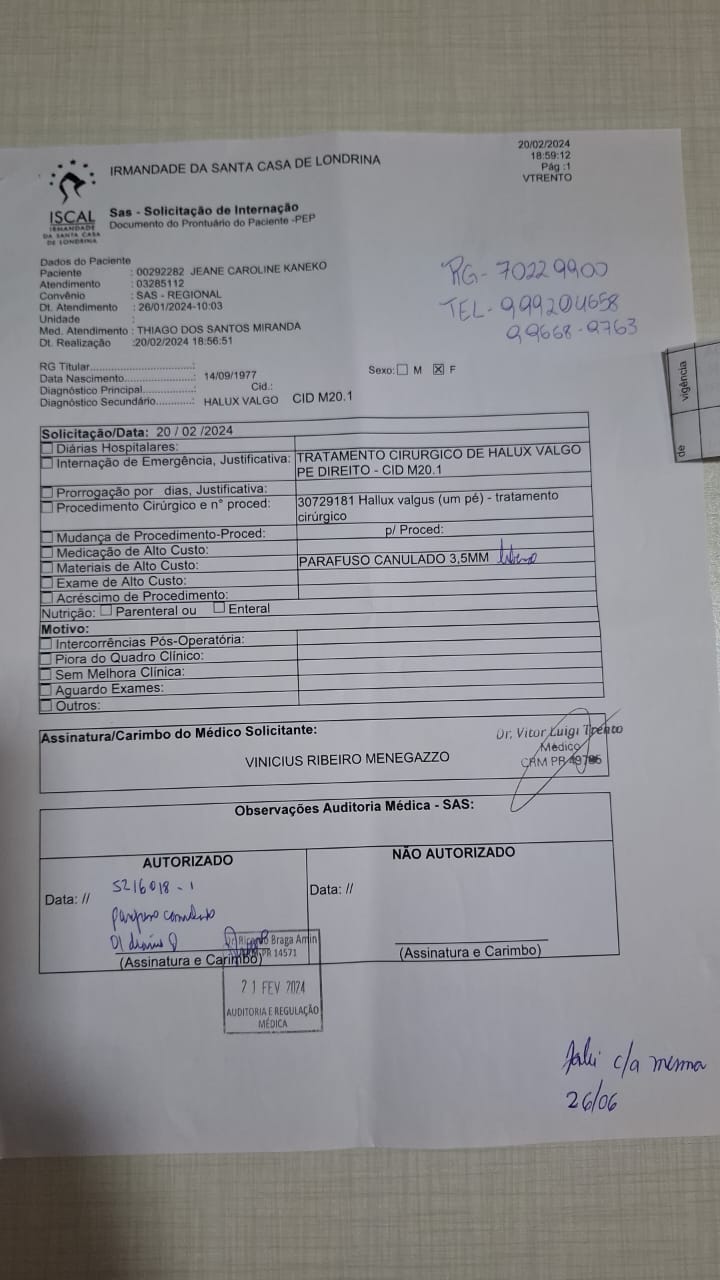 20/02/2024
18:59:12
Pág :1
VTRENTO
IRMANDADE DA SANTA CASA DE LONDRINA
ISCAL
IRMANDADE
DA SANTA CASA
DE LONDRINA
Sas - Solicitação de Internação
Documento do Prontuário do Paciente -PEP
Dados do Paciente
Paciente : 00292282 JEANE CAROLINE KANEKO
Atendimento : 03285112
Convênio : SAS - REGIONAL
Dt. Atendimento : 26/01/2024-10:03
Unidade :
Med. Atendimento : THIAGO DOS SANTOS MIRANDA
Dt. Realização :20/02/2024 18:56:51
RG - 70229900
TEL - 999204658
99668-9763
RG Titular..........................:
Sexo: M F
Data Nascimento..................: 14/09/1977
Diagnóstico Principal.............: Cid.:
Diagnóstico Secundário..........: HALUX VALGO CID M20.1
de vigência
Solicitação/Data: 20 / 02 /2024
Diárias Hospitalares:
Internação de Emergência, Justificativa: TRATAMENTO CIRURGICO DE HALUX VALGO
PE DIREITO - CID M20.1
Prorrogação por dias, Justificativa:
Procedimento Cirúrgico e n° proced: 30729181 Hallux valgus (um pé) - tratamento
cirúrgico
Mudança de Procedimento-Proced: p/ Proced:
Medicação de Alto Custo:
Materiais de Alto Custo: PARAFUSO CANULADO 3,5MM
Exame de Alto Custo:
Acréscimo de Procedimento:
Nutrição: Parenteral ou Enteral
Motivo:
Intercorrências Pós-Operatória:
Piora do Quadro Clínico:
Sem Melhora Clínica:
Aguardo Exames:
Outros:
Assinatura/Carimbo do Médico Solicitante:
VINICIUS RIBEIRO MENEGAZZO
Dr. Vitor Luigi Trento
Médico
CRM PR
Observações Auditoria Médica - SAS:
AUTORIZADO
NÃO AUTORIZADO
Data: // 5216018-1
Data: //
01
Ricardo Braga Amin
PR 14571
(Assinatura e Carimbo)
(Assinatura e Carimbo)
21 FEV 2024
AUDITORIA E REGULAÇÃO
MÉDICA
falei c/a mesma
26/06